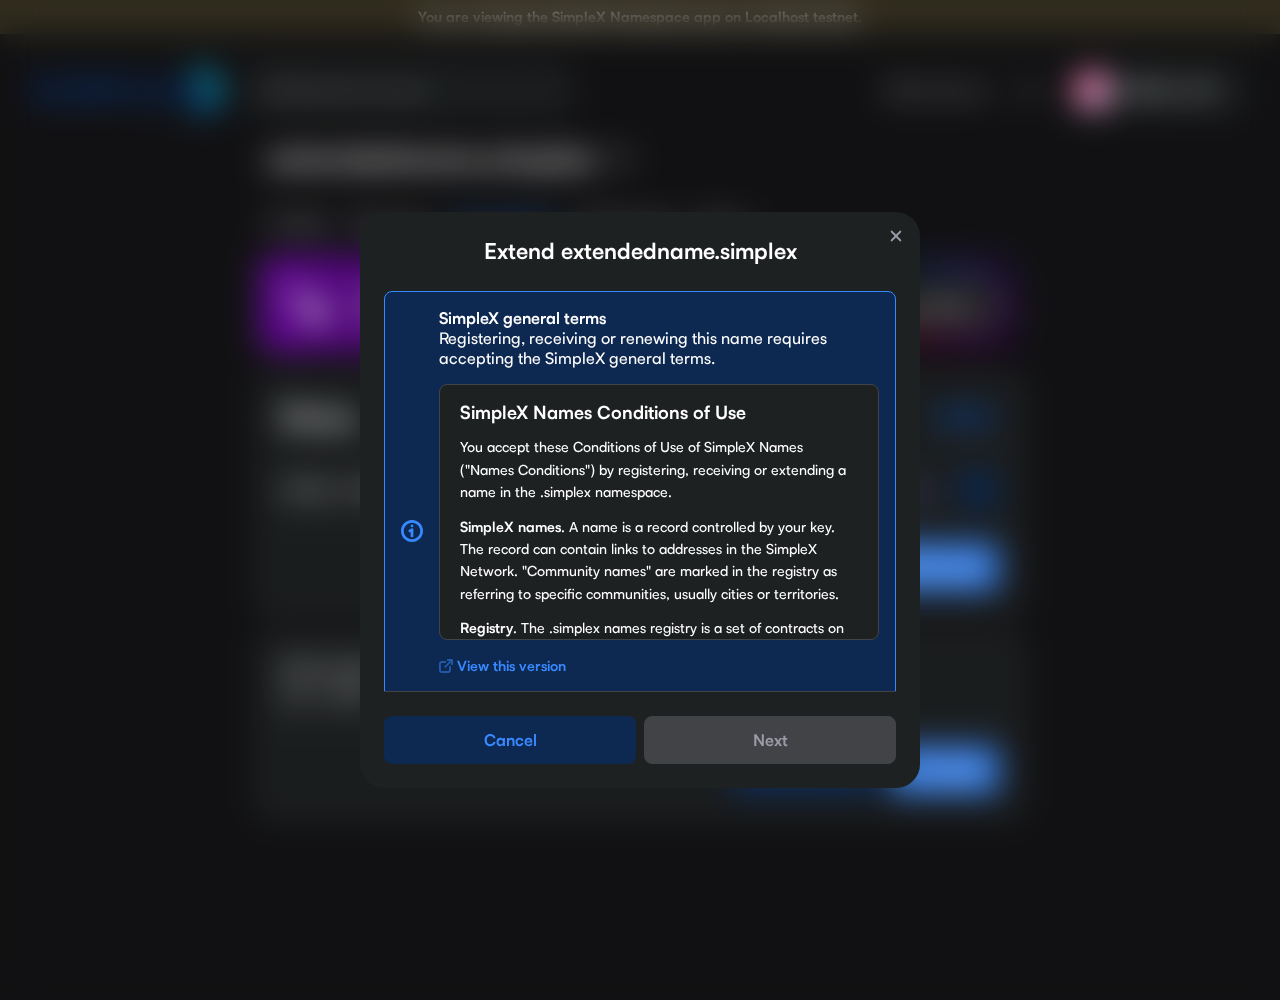 You are viewing the SimpleX Namespace app on Localhost testnet.
Extend extendedname.simplex
SimpleX general terms
Registering, receiving or renewing this name requires
accepting the SimpleX general terms.
SimpleX Names Conditions of Use
You accept these Conditions of Use of SimpleX Names
("Names Conditions") by registering, receiving or extending a
name in the .simplex namespace.
SimpleX names. A name is a record controlled by your key.
The record can contain links to addresses in the SimpleX
Network. "Community names" are marked in the registry as
referring to specific communities, usually cities or territories.
Registry. The .simplex names registry is a set of contracts on
View this version
Cancel
Next